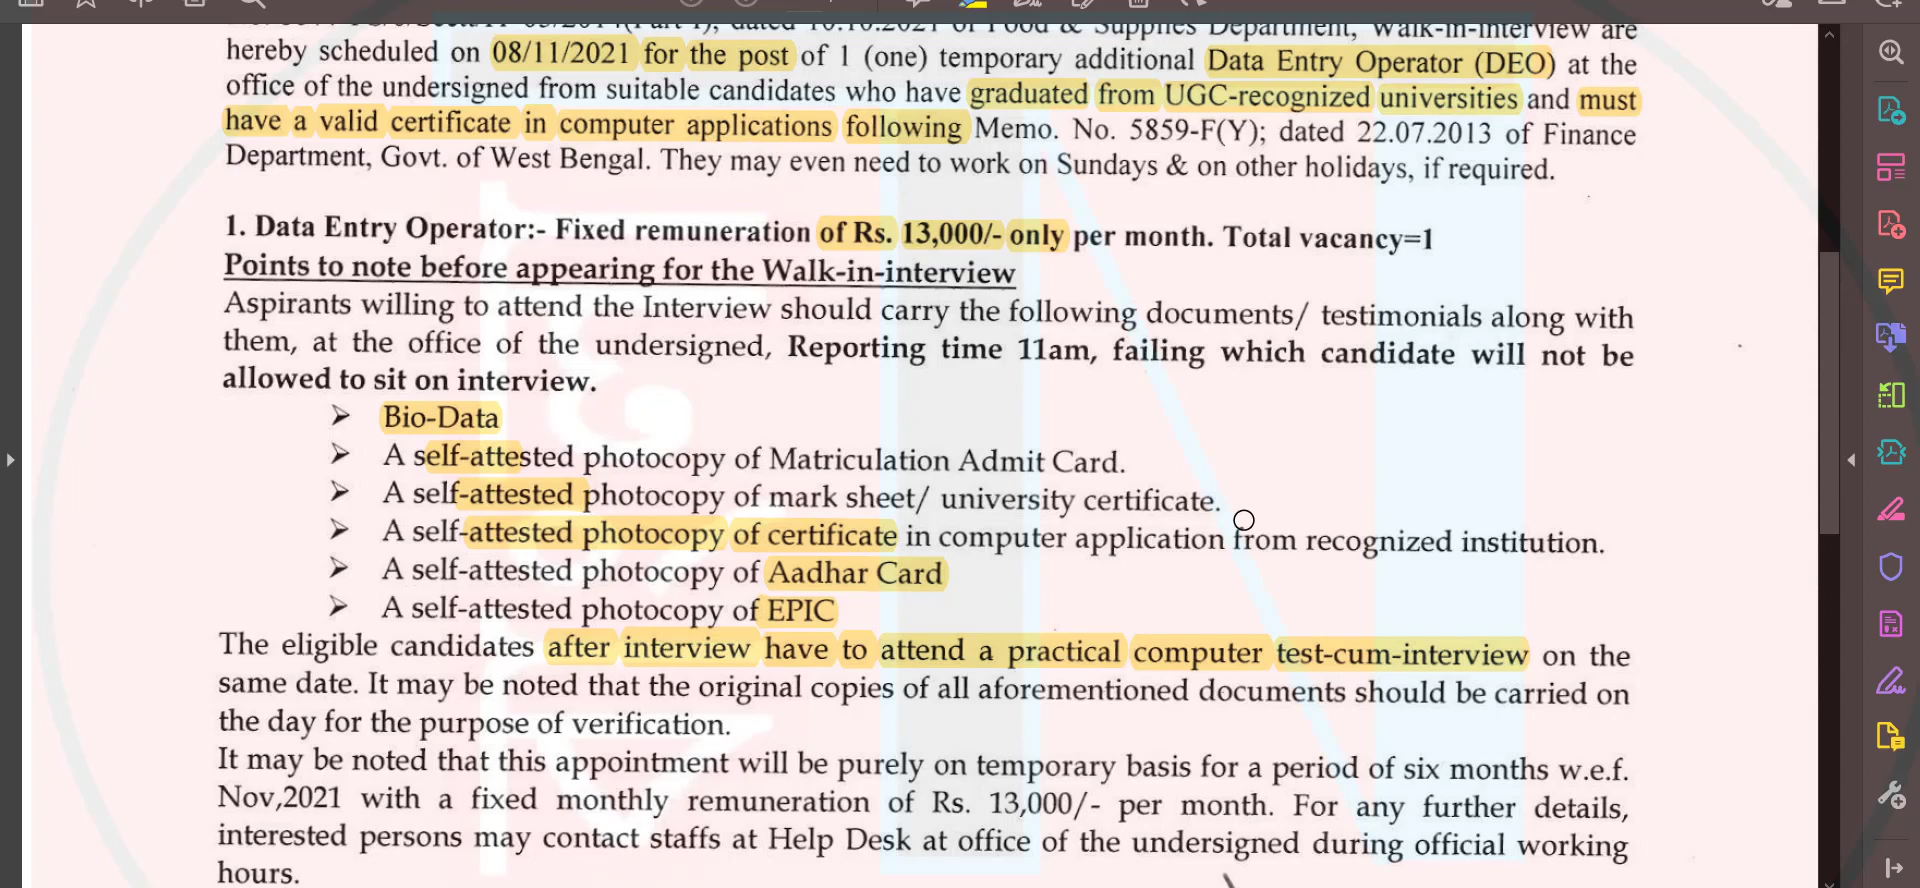 dated 10.10.2021 of Food & Supplies Department, Walk-in-interview are
hereby scheduled on 08/11/2021 for the post of 1 (one) temporary additional Data Entry Operator (DEO) at the
office of the undersigned from suitable candidates who have graduated from UGC-recognized universities and must
have a valid certificate in computer applications following Memo. No. 5859-F(Y); dated 22.07.2013 of Finance
Department, Govt. of West Bengal. They may even need to work on Sundays & on other holidays, if required.
1. Data Entry Operator:- Fixed remuneration of Rs. 13,000/- only per month. Total vacancy=1
Points to note before appearing for the Walk-in-interview
Aspirants willing to attend the Interview should carry the following documents/ testimonials along with
them, at the office of the undersigned, Reporting time 11am, failing which candidate will not be
allowed to sit on interview.
➢ Bio-Data
➢ A self-attested photocopy of Matriculation Admit Card.
➢ A self-attested photocopy of mark sheet/ university certificate.
➢ A self-attested photocopy of certificate in computer application from recognized institution.
➢ A self-attested photocopy of Aadhar Card
➢ A self-attested photocopy of EPIC
The eligible candidates after interview have to attend a practical computer test-cum-interview on the
same date. It may be noted that the original copies of all aforementioned documents should be carried on
the day for the purpose of verification.
It may be noted that this appointment will be purely on temporary basis for a period of six months w.e.f.
Nov,2021 with a fixed monthly remuneration of Rs. 13,000/- per month. For any further details,
interested persons may contact staffs at Help Desk at office of the undersigned during official working
hours.